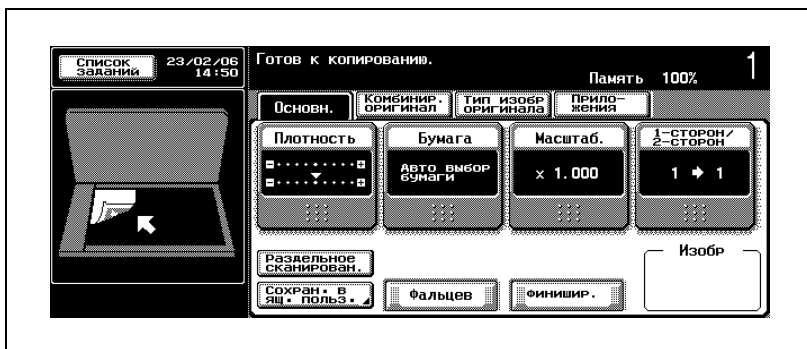 Список
заданий
23/02/06
14:50
Готов к копированию.
Память 100%
1
Основн.
Комбинир.
оригинал
Тип изобр
оригинала
Прило-
жения
Плотность
Бумага
Авто выбор
бумаги
Масштаб.
× 1.000
1-сторон/
2-сторон
1 → 1
Раздельное
сканирован.
Сохран. в
ящ. польз.
Фальцев
Финишир.
Изобр